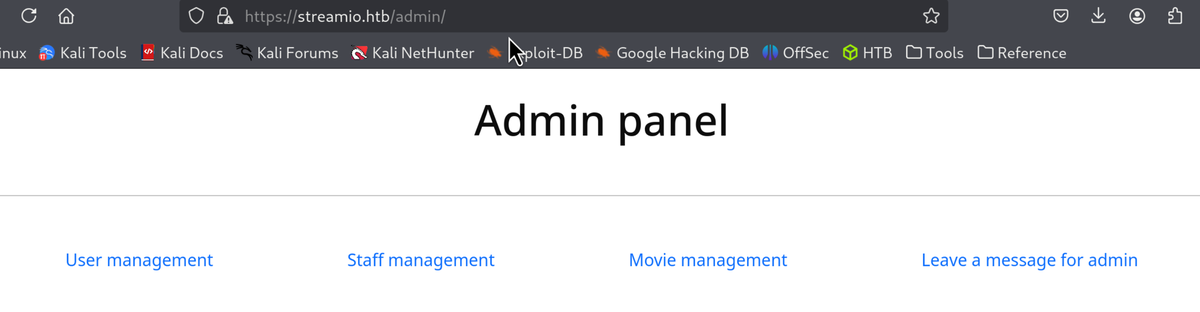 https://streamio.htb/admin/
inux Kali Tools Kali Docs Kali Forums Kali NetHunter ploit-DB Google Hacking DB OffSec HTB Tools Reference
Admin panel
User management Staff management Movie management Leave a message for admin